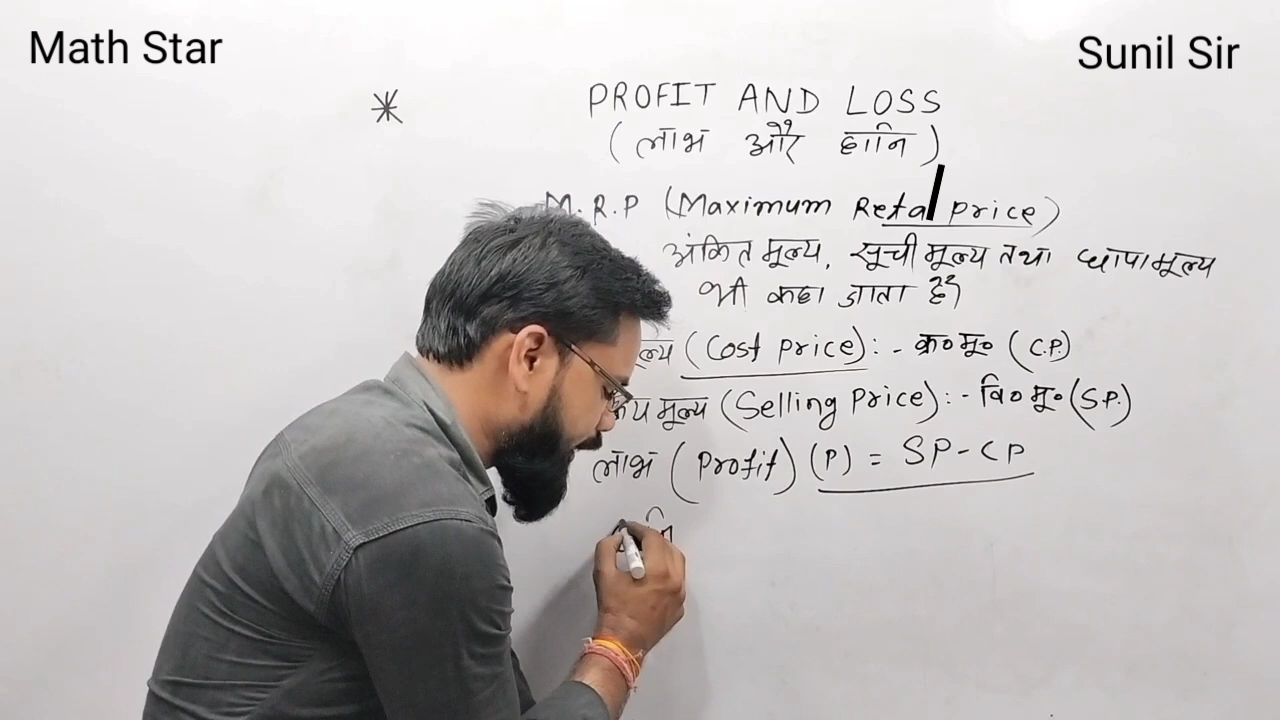 Math Star
Sunil Sir
PROFIT AND LOSS
(लाभ और हानि)
M.R.P (Maximum Retal Price)
अंकित मूल्य, सूची मूल्य तथा छापा मूल्य
भी कहा जाता है।
(Cost price) :- क्र० मू० (C.P.)
मूल्य (Selling Price) :- वि० मू० (S.P.)
लाभ (Profit) (P) = SP - CP